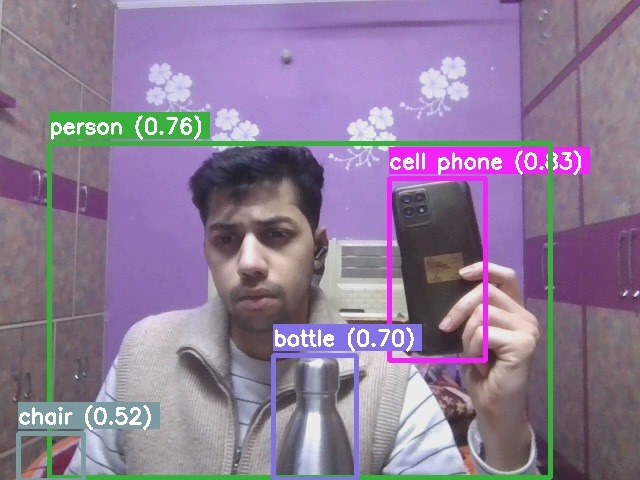 person (0.76)
cell phone (0.83)
bottle (0.70)
chair (0.52)